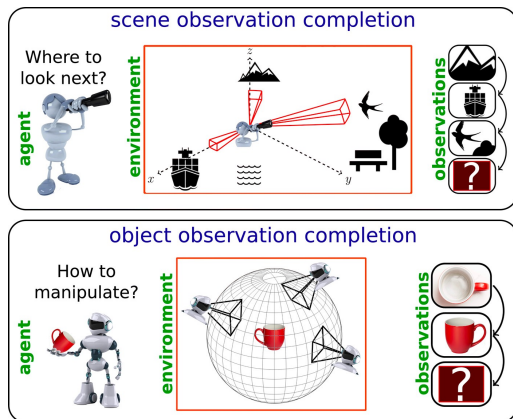 scene observation completion
Where to
look next?
agent
environment
z
x
y
observations
?
object observation completion
How to
manipulate?
agent
environment
observations
?